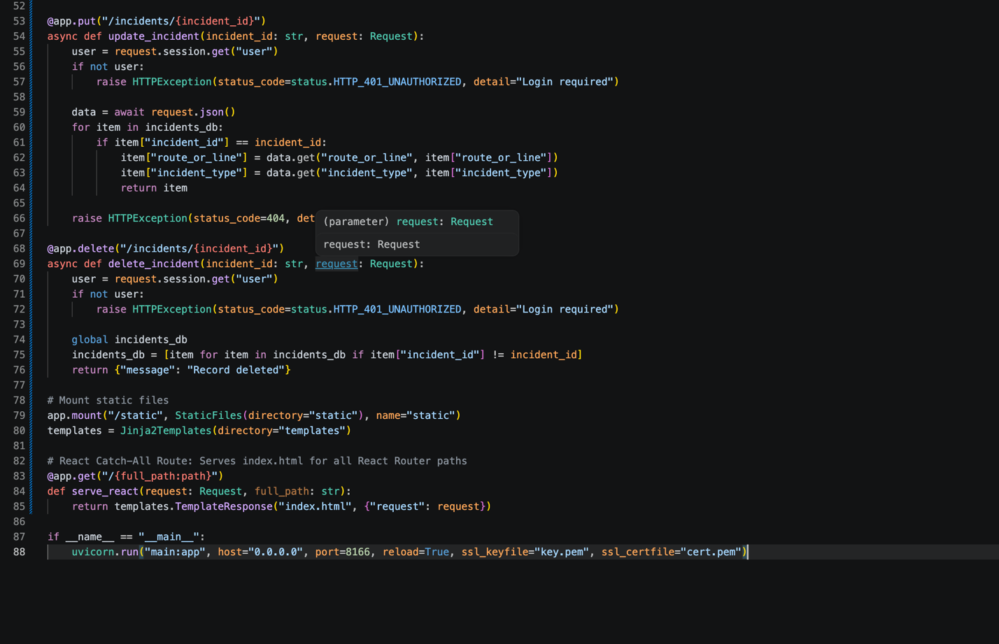 52
53 @app.put("/incidents/{incident_id}")
54 async def update_incident(incident_id: str, request: Request):
55     user = request.session.get("user")
56     if not user:
57         raise HTTPException(status_code=status.HTTP_401_UNAUTHORIZED, detail="Login required")
58
59     data = await request.json()
60     for item in incidents_db:
61         if item["incident_id"] == incident_id:
62             item["route_or_line"] = data.get("route_or_line", item["route_or_line"])
63             item["incident_type"] = data.get("incident_type", item["incident_type"])
64             return item
65
66     raise HTTPException(status_code=404, det
(parameter) request: Request
request: Request
67
68 @app.delete("/incidents/{incident_id}")
69 async def delete_incident(incident_id: str, request: Request):
70     user = request.session.get("user")
71     if not user:
72         raise HTTPException(status_code=status.HTTP_401_UNAUTHORIZED, detail="Login required")
73
74     global incidents_db
75     incidents_db = [item for item in incidents_db if item["incident_id"] != incident_id]
76     return {"message": "Record deleted"}
77
78 # Mount static files
79 app.mount("/static", StaticFiles(directory="static"), name="static")
80 templates = Jinja2Templates(directory="templates")
81
82 # React Catch-All Route: Serves index.html for all React Router paths
83 @app.get("/{full_path:path}")
84 def serve_react(request: Request, full_path: str):
85     return templates.TemplateResponse("index.html", {"request": request})
86
87 if __name__ == "__main__":
88     uvicorn.run("main:app", host="0.0.0.0", port=8166, reload=True, ssl_keyfile="key.pem", ssl_certfile="cert.pem")